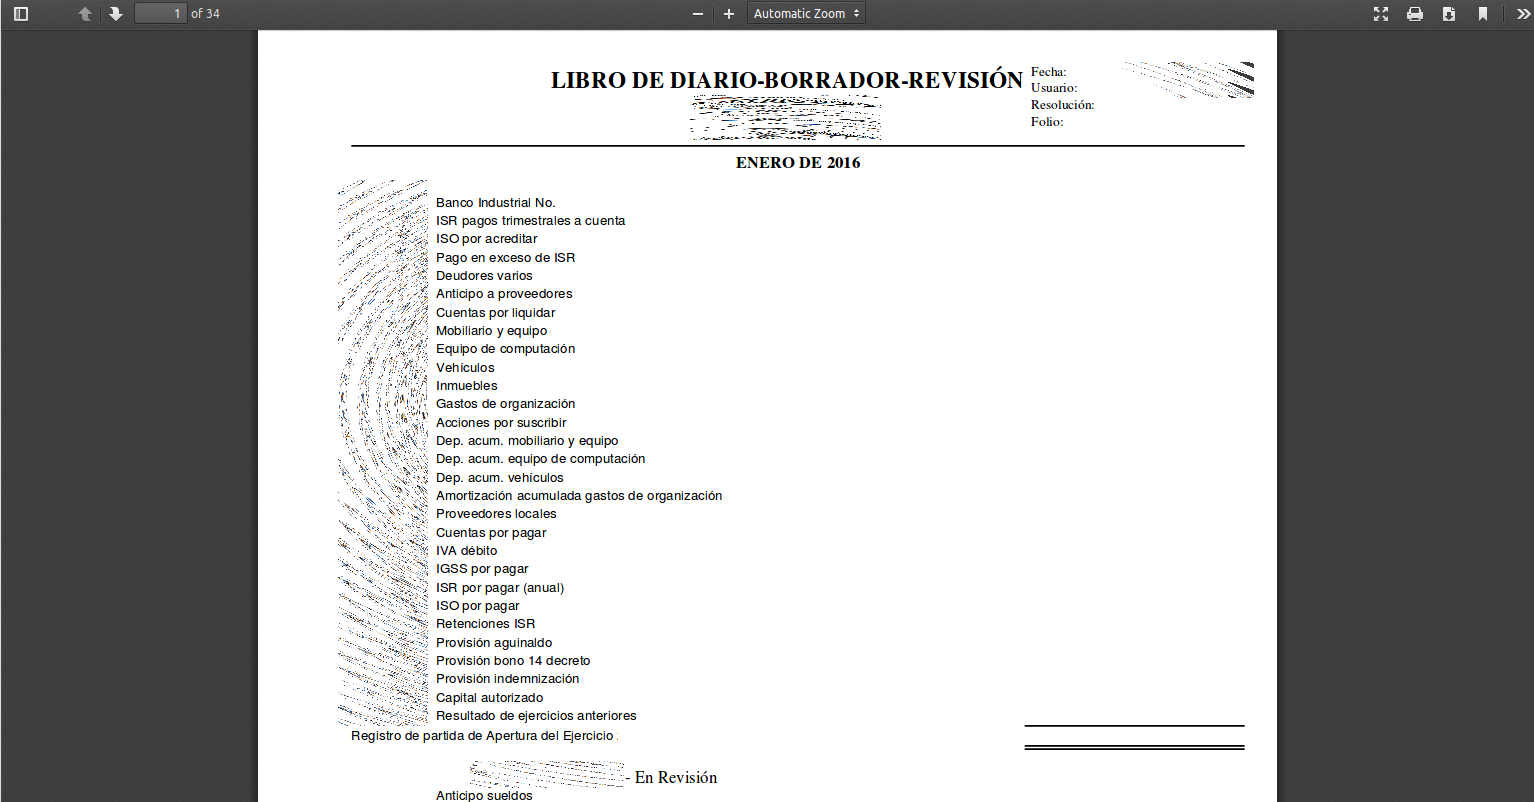 1 of 34
Automatic Zoom
LIBRO DE DIARIO-BORRADOR-REVISIÓN
Fecha:
Usuario:
Resolución:
Folio:
ENERO DE 2016
Banco Industrial No.
ISR pagos trimestrales a cuenta
ISO por acreditar
Pago en exceso de ISR
Deudores varios
Anticipo a proveedores
Cuentas por liquidar
Mobiliario y equipo
Equipo de computación
Vehículos
Inmuebles
Gastos de organización
Acciones por suscribir
Dep. acum. mobiliario y equipo
Dep. acum. equipo de computación
Dep. acum. vehículos
Amortización acumulada gastos de organización
Proveedores locales
Cuentas por pagar
IVA débito
IGSS por pagar
ISR por pagar (anual)
ISO por pagar
Retenciones ISR
Provisión aguinaldo
Provisión bono 14 decreto
Provisión indemnización
Capital autorizado
Resultado de ejercicios anteriores
Registro de partida de Apertura del Ejercicio
- En Revisión
Anticipo sueldos